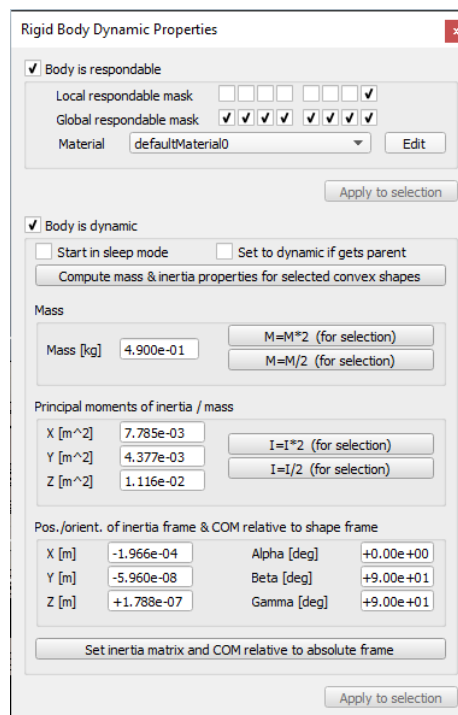 Rigid Body Dynamic Properties
Body is respondable
Local respondable mask
Global respondable mask
Material defaultMaterial0 Edit
Apply to selection
Body is dynamic
Start in sleep mode Set to dynamic if gets parent
Compute mass & inertia properties for selected convex shapes
Mass
Mass [kg] 4.900e-01
M=M*2 (for selection)
M=M/2 (for selection)
Principal moments of inertia / mass
X [m^2] 7.785e-03
Y [m^2] 4.377e-03
Z [m^2] 1.116e-02
I=I*2 (for selection)
I=I/2 (for selection)
Pos./orient. of inertia frame & COM relative to shape frame
X [m] -1.966e-04 Alpha [deg] +0.00e+00
Y [m] -5.960e-08 Beta [deg] +9.00e+01
Z [m] +1.788e-07 Gamma [deg] +9.00e+01
Set inertia matrix and COM relative to absolute frame
Apply to selection